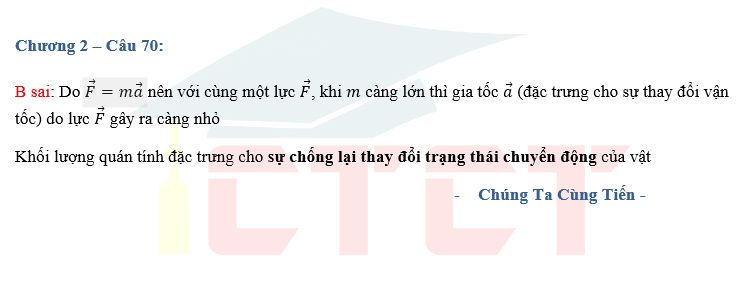 Chương 2 – Câu 70:
B sai: Do $\vec{F} = m\vec{a}$ nên với cùng một lực $\vec{F}$, khi $m$ càng lớn thì gia tốc $\vec{a}$ (đặc trưng cho sự thay đổi vận
tốc) do lực $\vec{F}$ gây ra càng nhỏ
Khối lượng quán tính đặc trưng cho sự chống lại thay đổi trạng thái chuyển động của vật
- Chúng Ta Cùng Tiến -
CTCT